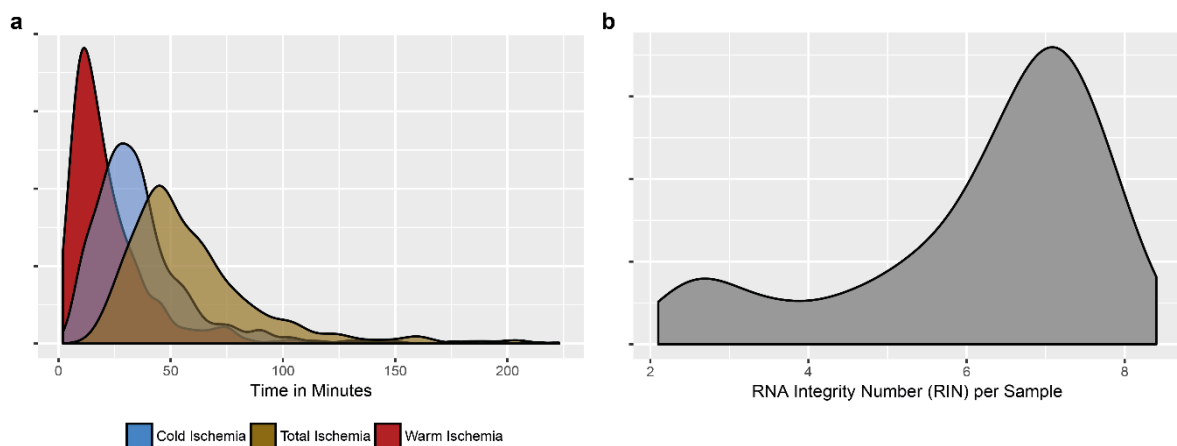 a
b
0 50 100 150 200
Time in Minutes
Cold Ischemia Total Ischemia Warm Ischemia
2 4 6 8
RNA Integrity Number (RIN) per Sample